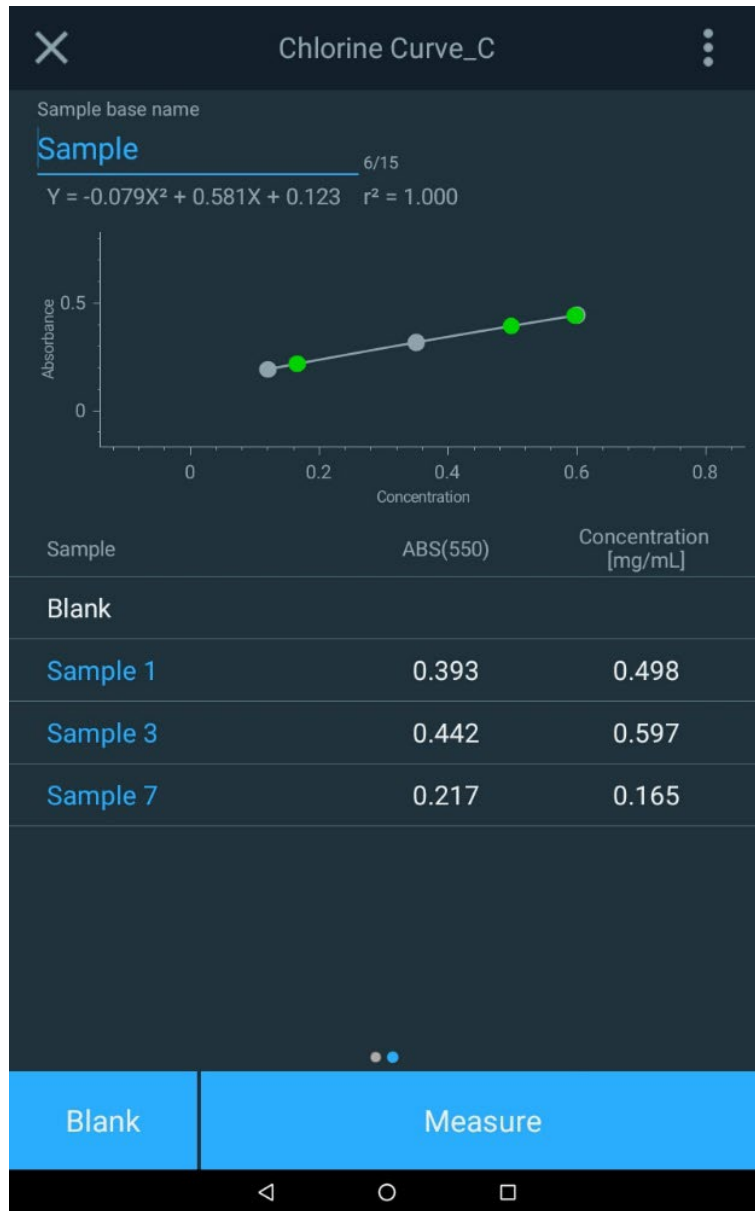 Chlorine Curve_C
Sample base name
Sample 6/15
Y = -0.079X² + 0.581X + 0.123 r² = 1.000
Absorbance
0.5
0
0 0.2 0.4 0.6 0.8
Concentration
Sample ABS(550) Concentration [mg/mL]
Blank
Sample 1 0.393 0.498
Sample 3 0.442 0.597
Sample 7 0.217 0.165
Blank Measure